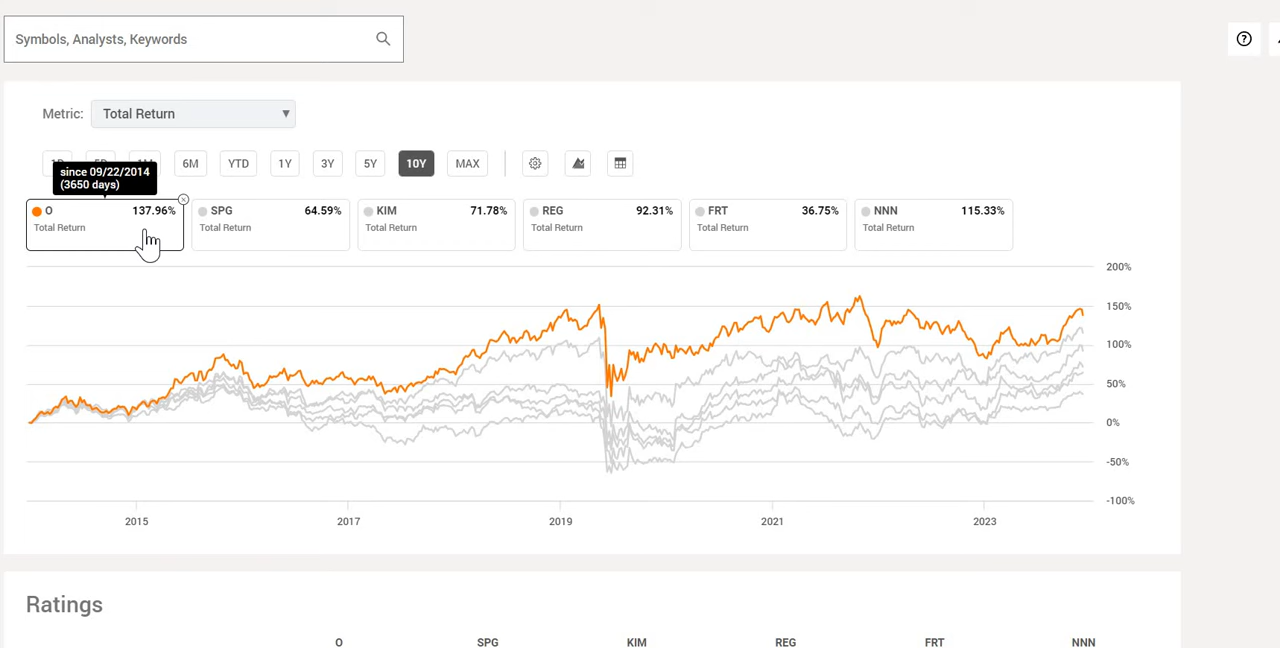 Symbols, Analysts, Keywords
Metric: Total Return
6M YTD 1Y 3Y 5Y 10Y MAX
since 09/22/2014
(3650 days)
O 137.96% SPG 64.59% KIM 71.78% REG 92.31% FRT 36.75% NNN 115.33%
Total Return Total Return Total Return Total Return Total Return Total Return
200%
150%
100%
50%
0%
-50%
-100%
2015 2017 2019 2021 2023
Ratings
O SPG KIM REG FRT NNN